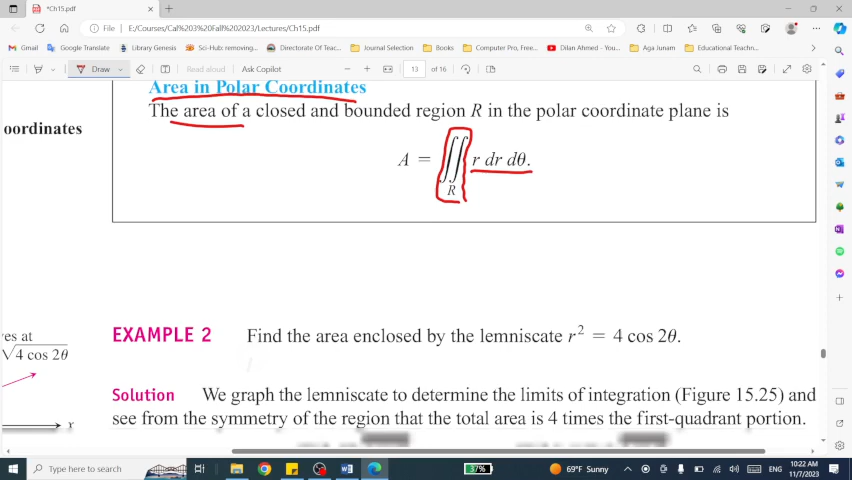 *Ch15.pdf
File E:/Courses/Cal%203%20Fall%202023/Lectures/Ch15.pdf
Gmail Google Translate Library Genesis Sci-Hub: removing... Directorate Of Teac... Journal Selection Books Computer Pro, Free... Dilan Ahmed - You... Aga Junam Educational Teachn...
Draw Read aloud Ask Copilot 13 of 16
Area in Polar Coordinates
The area of a closed and bounded region R in the polar coordinate plane is
oordinates
A = ∬ r dr dθ.
R
EXAMPLE 2 Find the area enclosed by the lemniscate r² = 4 cos 2θ.
√4 cos 2θ
Solution We graph the lemniscate to determine the limits of integration (Figure 15.25) and
see from the symmetry of the region that the total area is 4 times the first-quadrant portion.
x
Type here to search 37% 69°F Sunny ENG 10:22 AM
11/7/2023